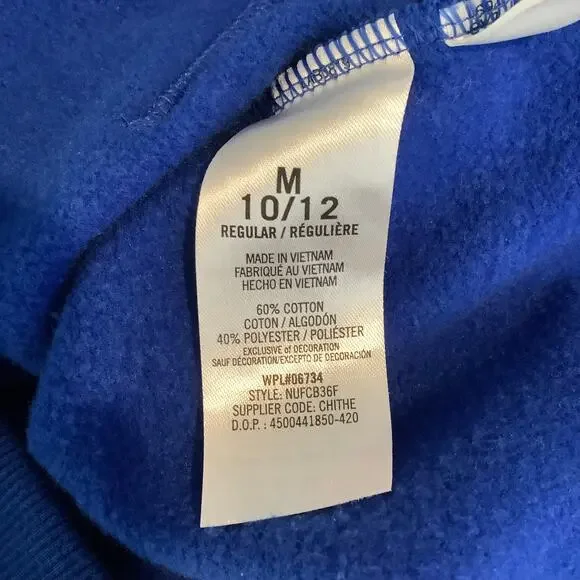 M
10/12
REGULAR / RÉGULIÈRE
MADE IN VIETNAM
FABRIQUÉ AU VIETNAM
HECHO EN VIETNAM
60% COTTON
COTON / ALGODÓN
40% POLYESTER / POLIÉSTER
EXCLUSIVE of DECORATION
SAUF DÉCORATION/EXCEPTO DE DECORACIÓN
WPL#06734
STYLE: NUFCB36F
SUPPLIER CODE: CHITHE
D.O.P. : 4500441850-420